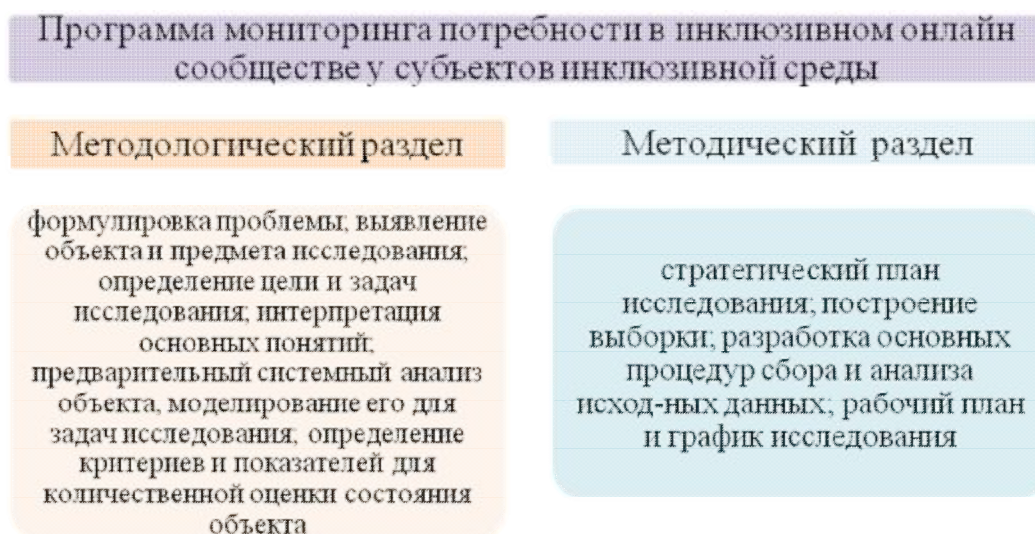 Программа мониторинга потребности в инклюзивном онлайн
сообществе у субъектов инклюзивной среды
Методологический раздел
формулировка проблемы; выявление
объекта и предмета исследования;
определение цели и задач
исследования; интерпретация
основных понятий;
предварительный системный анализ
объекта, моделирование его для
задач исследования; определение
критериев и показателей для
количественной оценки состояния
объекта
Методический раздел
стратегический план
исследования; построение
выборки; разработка основных
процедур сбора и анализа
исход-ных данных; рабочий план
и график исследования